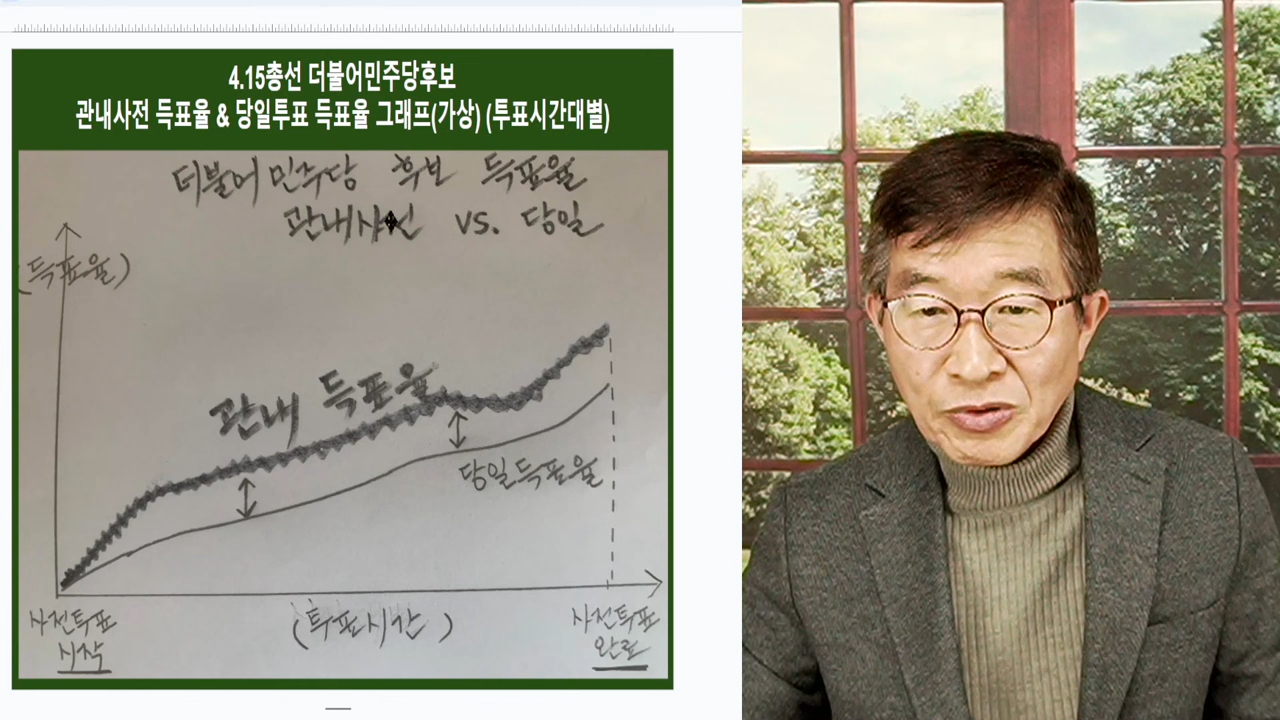 4.15총선 더불어민주당후보
관내사전 득표율 & 당일투표 득표율 그래프(가상) (투표시간대별)
더불어 민주당 후보 득표율
관내사전 vs. 당일
(득표율)
관내 득표율
당일득표율
사전투표
시작
(투표시간)
사전투표
완료